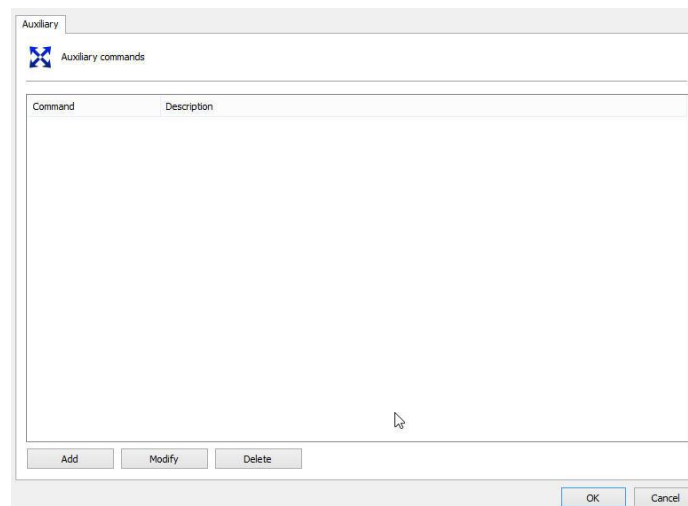 Auxiliary
Auxiliary commands
Command Description
Add Modify Delete
OK Cancel